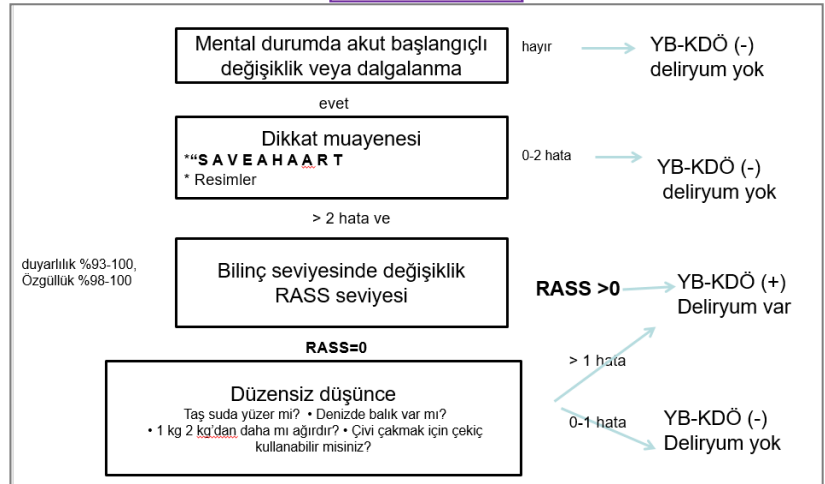 Mental durumda akut başlangıçlı
değişiklik veya dalgalanma
hayır
YB-KDÖ (-)
deliryum yok
evet
Dikkat muayenesi
*“S A V E A H A A R T
* Resimler
0-2 hata
YB-KDÖ (-)
deliryum yok
> 2 hata ve
duyarlılık %93-100,
Özgüllük %98-100
Bilinç seviyesinde değişiklik
RASS seviyesi
RASS >0
YB-KDÖ (+)
Deliryum var
RASS=0
> 1 hata
Düzensiz düşünce
Taş suda yüzer mi? • Denizde balık var mı?
• 1 kg 2 kg’dan daha mı ağırdır? • Çivi çakmak için çekiç
kullanabilir misiniz?
0-1 hata
YB-KDÖ (-)
Deliryum yok